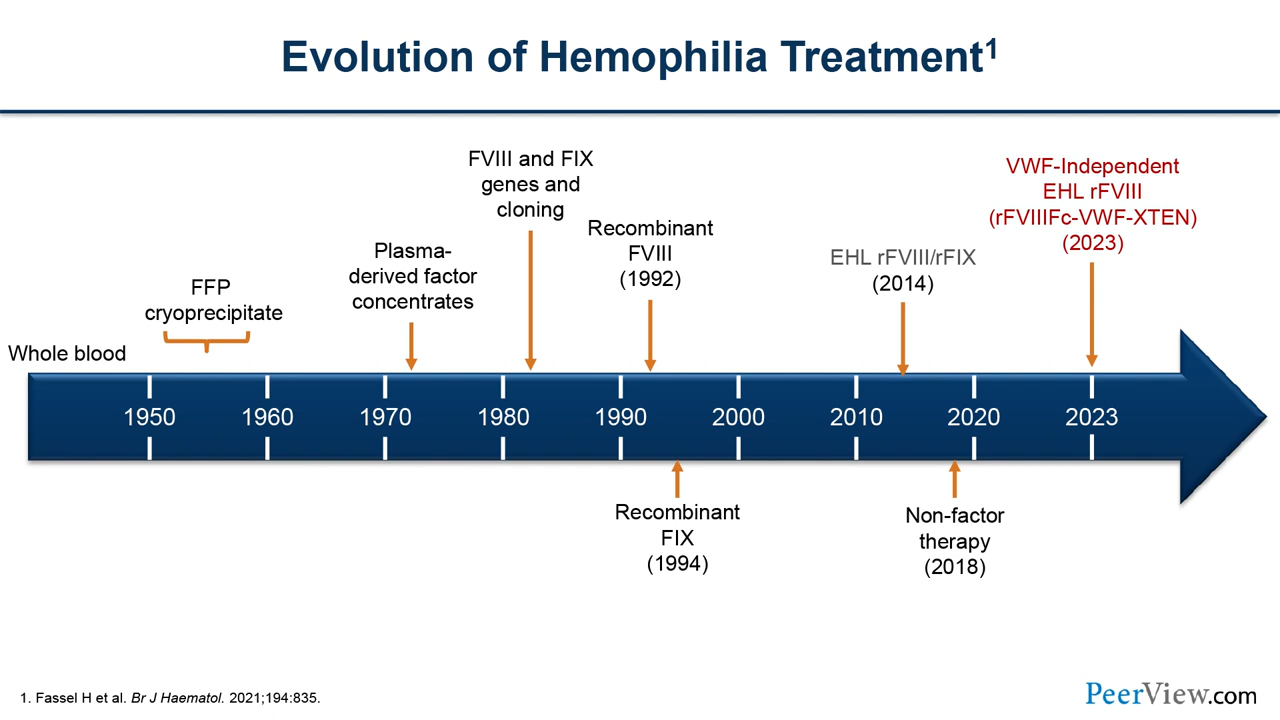 Evolution of Hemophilia Treatment1
FVIII and FIX
genes and
cloning
VWF-Independent
EHL rFVIII
(rFVIIIFc-VWF-XTEN)
(2023)
Recombinant
FVIII
(1992)
Plasma-
derived factor
concentrates
EHL rFVIII/rFIX
(2014)
FFP
cryoprecipitate
Whole blood
1950 1960 1970 1980 1990 2000 2010 2020 2023
Recombinant
FIX
(1994)
Non-factor
therapy
(2018)
1. Fassel H et al. Br J Haematol. 2021;194:835.
PeerView.com